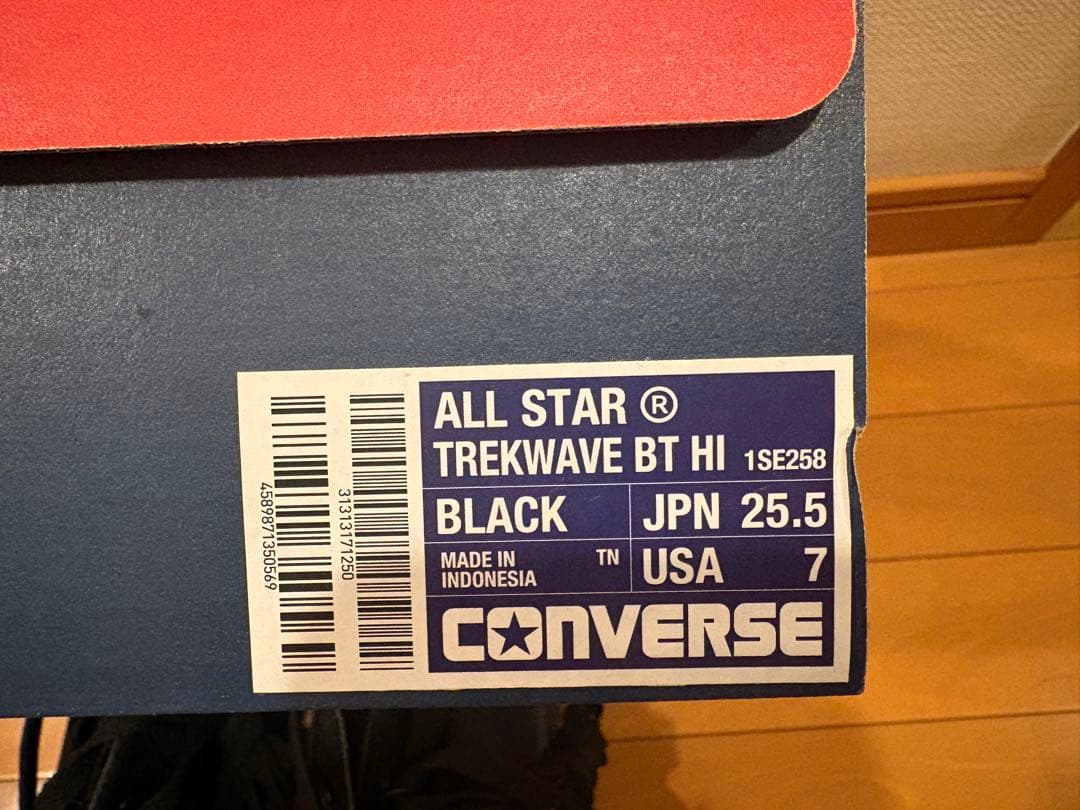 ALL STAR ®
TREKWAVE BT HI 1SE258
BLACK JPN 25.5
MADE IN INDONESIA TN USA 7
CONVERSE
4589871350569
31313171250